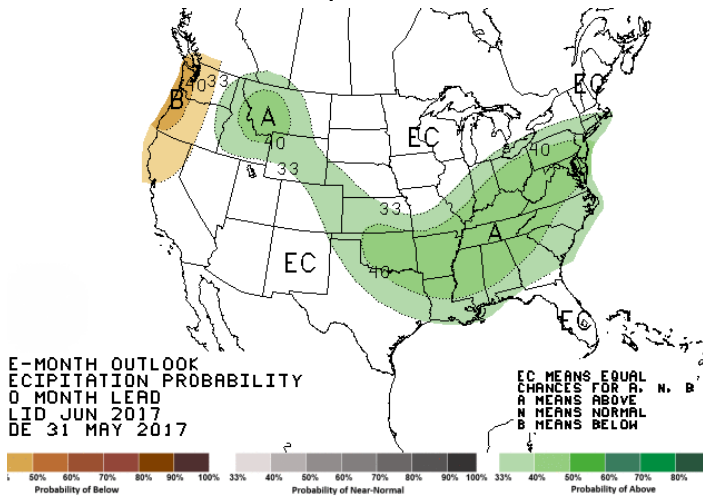 40 33
B
A
40
33
EC
EC
40
33
A
EC
40
EC
E-MONTH OUTLOOK
ECIPITATION PROBABILITY
0 MONTH LEAD
LID JUN 2017
DE 31 MAY 2017
EC MEANS EQUAL
CHANCES FOR A, N, B
A MEANS ABOVE
N MEANS NORMAL
B MEANS BELOW
% 50% 60% 70% 80% 90% 100% 33% 40% 50% 60% 70% 80% 90% 100% 33% 40% 50% 60% 70% 80%
Probability of Below Probability of Near-Normal Probability of Above